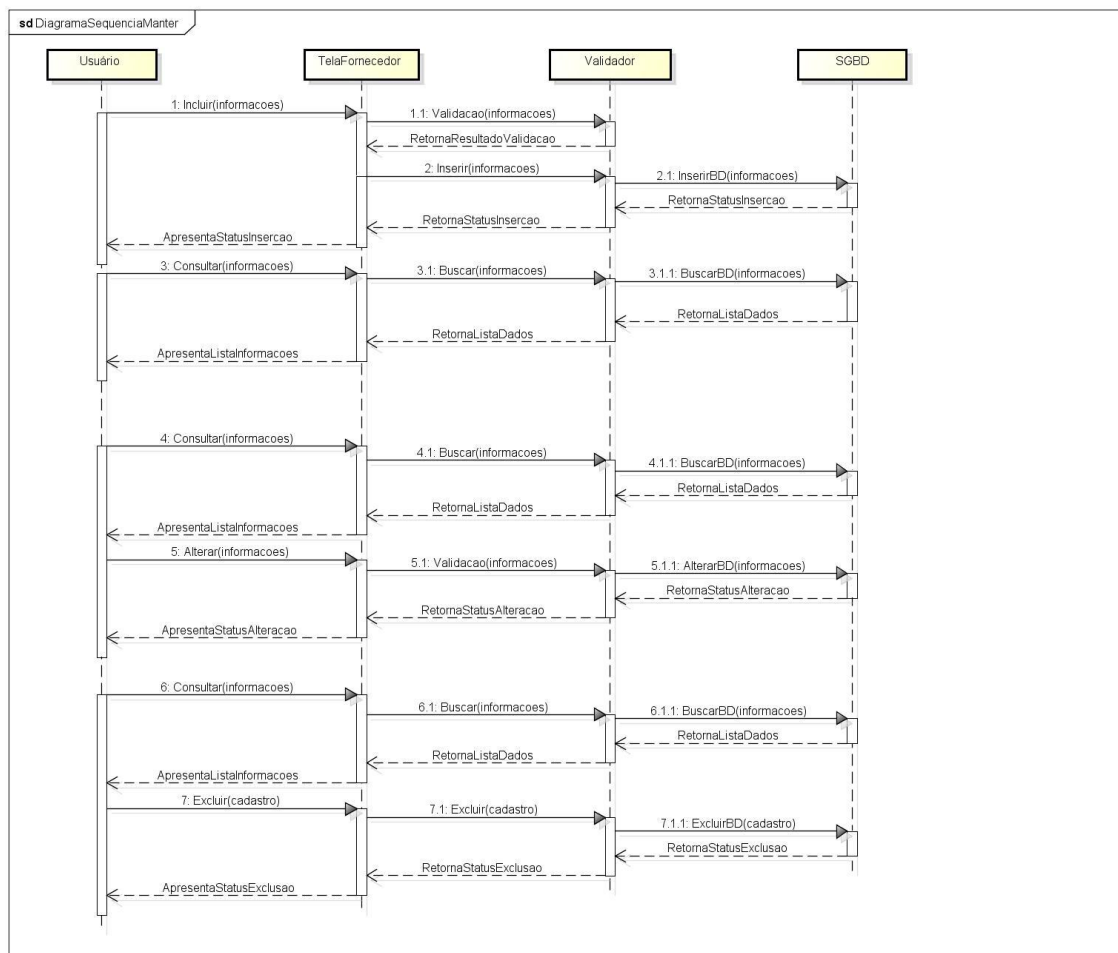 sd DiagramaSequenciaManter
Usuário
TelaFornecedor
Validador
SGBD
1: Incluir(informacoes)
1.1: Validacao(informacoes)
RetornaResultadoValidacao
2: Inserir(informacoes)
2.1: InserirBD(informacoes)
RetornaStatusInsercao
RetornaStatusInsercao
ApresentaStatusInsercao
3: Consultar(informacoes)
3.1: Buscar(informacoes)
3.1.1: BuscarBD(informacoes)
RetornaListaDados
RetornaListaDados
ApresentaListaInformacoes
4: Consultar(informacoes)
4.1: Buscar(informacoes)
4.1.1: BuscarBD(informacoes)
RetornaListaDados
RetornaListaDados
ApresentaListaInformacoes
5: Alterar(informacoes)
5.1: Validacao(informacoes)
5.1.1: AlterarBD(informacoes)
RetornaStatusAlteracao
RetornaStatusAlteracao
ApresentaStatusAlteracao
6: Consultar(informacoes)
6.1: Buscar(informacoes)
6.1.1: BuscarBD(informacoes)
RetornaListaDados
RetornaListaDados
ApresentaListaInformacoes
7: Excluir(cadastro)
7.1: Excluir(cadastro)
7.1.1: ExcluirBD(cadastro)
RetornaStatusExclusao
RetornaStatusExclusao
ApresentaStatusExclusao